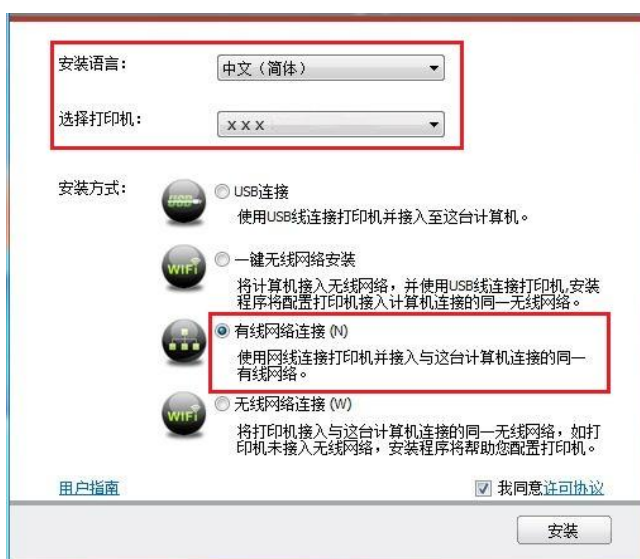 安装语言：
中文（简体）
选择打印机：
xxx
安装方式：
USB
USB连接
使用USB线连接打印机并接入至这台计算机。
WiFi
一键无线网络安装
将计算机接入无线网络，并使用USB线连接打印机,安装
程序将配置打印机接入计算机连接的同一无线网络。
有线网络连接 (N)
使用网线连接打印机并接入与这台计算机连接的同一
有线网络。
WiFi
无线网络连接 (W)
将打印机接入与这台计算机连接的同一无线网络，如打
印机未接入无线网络，安装程序将帮助您配置打印机。
用户指南
我同意许可协议
安装